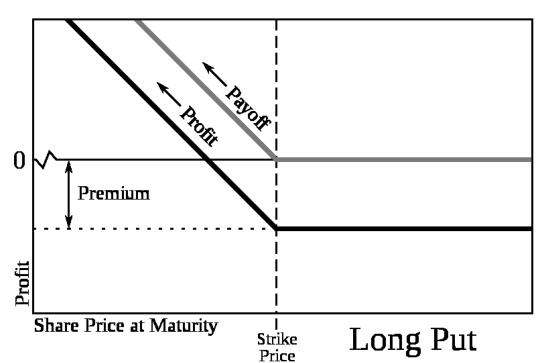 Payoff
Profit
0
Premium
Profit
Share Price at Maturity
Strike
Price
Long Put